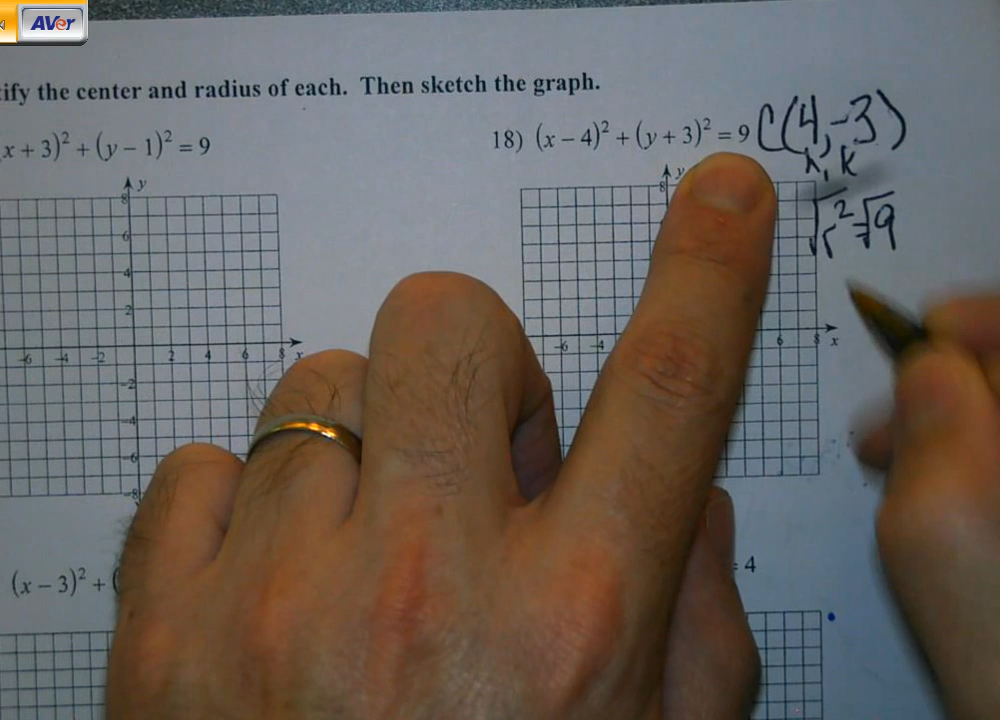 AVer
ify the center and radius of each. Then sketch the graph.
x + 3)² + (y − 1)² = 9
18) (x − 4)² + (y + 3)² = 9 C(4, -3)
h, k
√r² = √9
y
8
6
4
2
-6 -4 -2 2 4 6 8 x
-2
-4
-6
-8
y
8
-6 -4 6 8 x
(x − 3)² + (
= 4